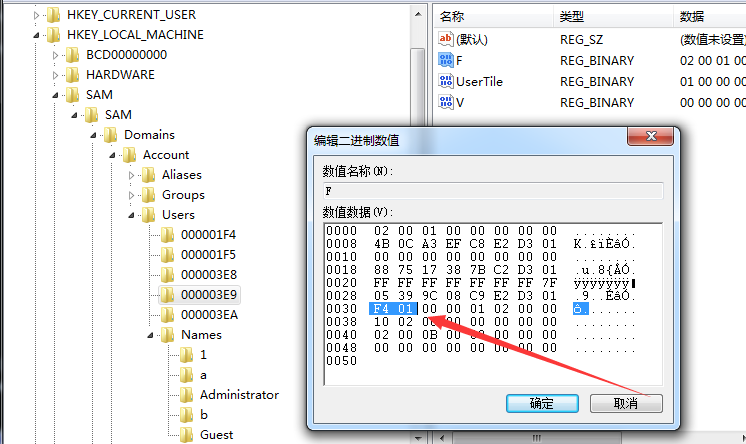 HKEY_CURRENT_USER
HKEY_LOCAL_MACHINE
BCD00000000
HARDWARE
SAM
SAM
Domains
Account
Aliases
Groups
Users
000001F4
000001F5
000003E8
000003E9
000003EA
Names
1
a
Administrator
b
Guest
名称 类型 数据
(默认) REG_SZ (数值未设置)
F REG_BINARY 02 00 01 00
UserTile REG_BINARY 01 00 00 00
V REG_BINARY 00 00 00 00
编辑二进制数值
数值名称(N):
F
数值数据(V):
0000 02 00 01 00 00 00 00 00 ........
0008 4B 0C A3 EF C8 E2 D3 01 K.£ïÈâÓ.
0010 00 00 00 00 00 00 00 00 ........
0018 88 75 17 38 7B C2 D3 01 .u.8{ÂÓ.
0020 FF FF FF FF FF FF FF 7F ÿÿÿÿÿÿÿ
0028 05 39 9C 08 C9 E2 D3 01 .9..ÉâÓ.
0030 F4 01 00 00 01 02 00 00 ô.......
0038 10 02 00 00 00 00 00 00 ........
0040 02 00 0B 00 00 00 00 00 ........
0048 00 00 00 00 00 00 00 00 ........
0050
确定
取消